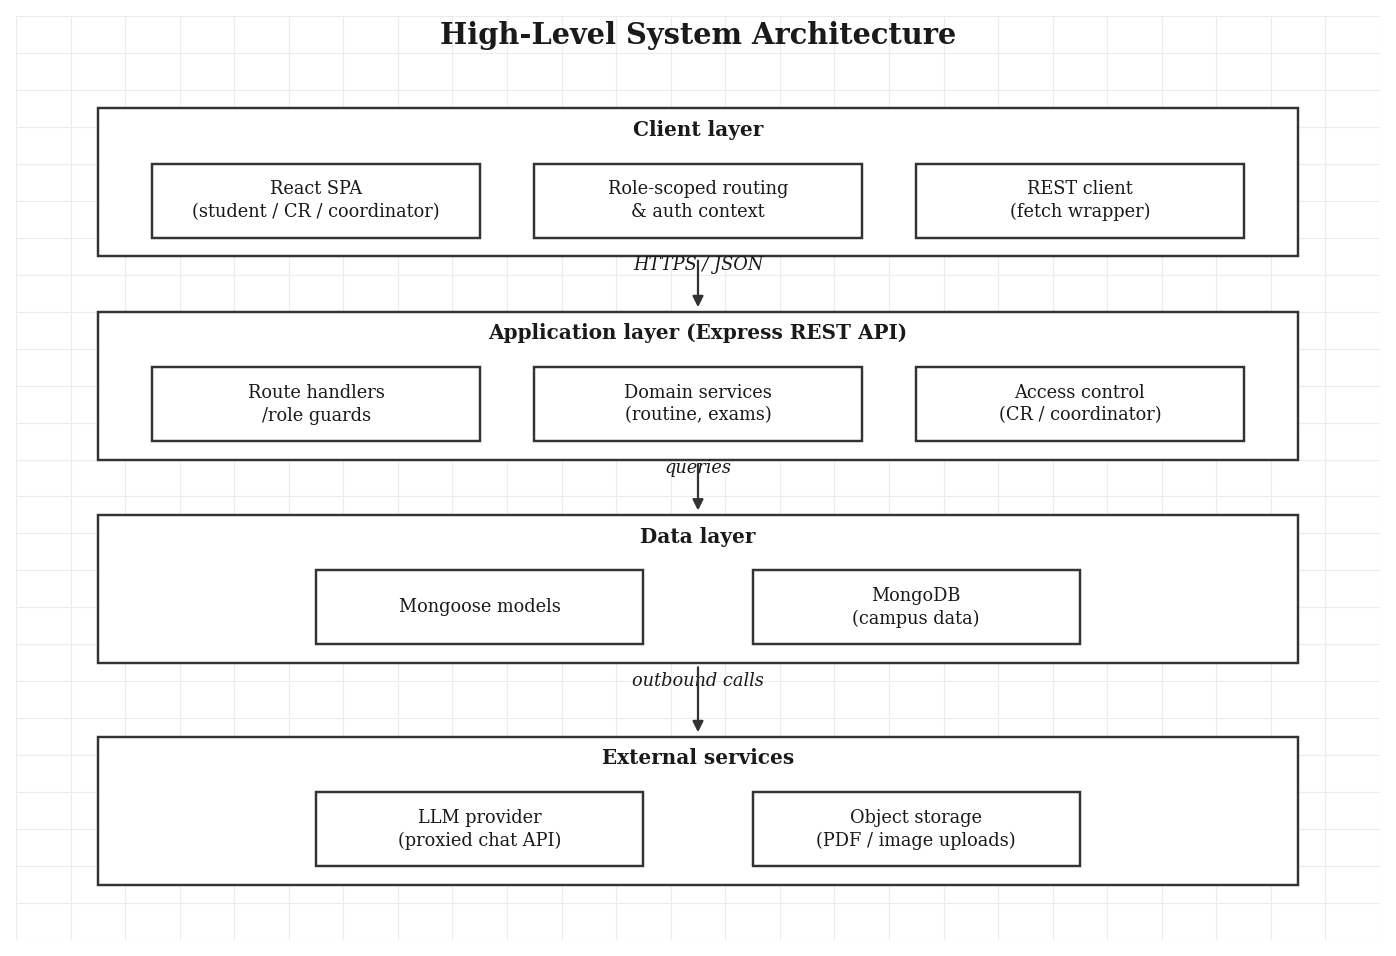 High-Level System Architecture
Client layer
React SPA
(student / CR / coordinator)
Role-scoped routing
& auth context
REST client
(fetch wrapper)
HTTPS / JSON
Application layer (Express REST API)
Route handlers
/role guards
Domain services
(routine, exams)
Access control
(CR / coordinator)
queries
Data layer
Mongoose models
MongoDB
(campus data)
outbound calls
External services
LLM provider
(proxied chat API)
Object storage
(PDF / image uploads)